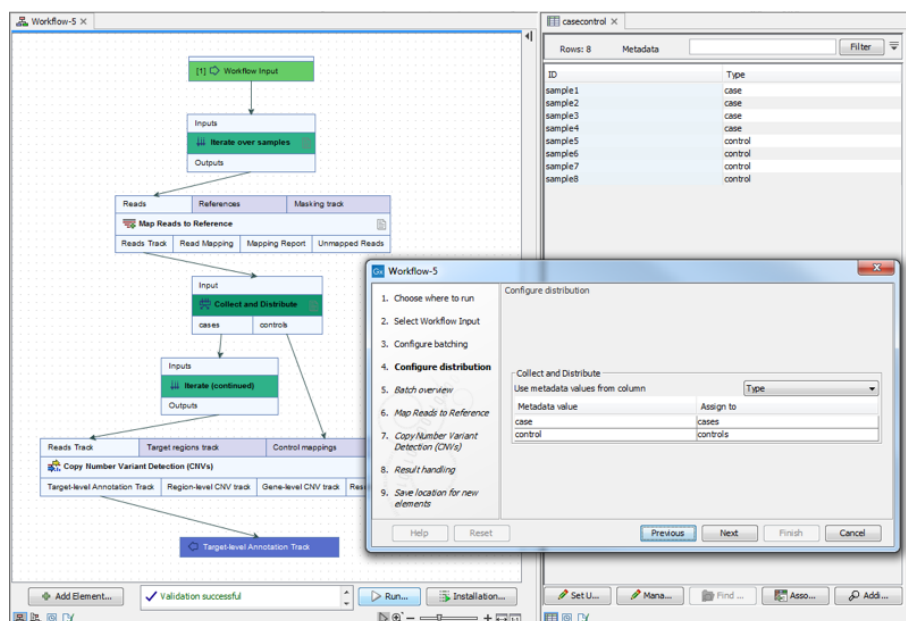 Workflow-5
[1] Workflow Input
Inputs
Iterate over samples
Outputs
Reads References Masking track
Map Reads to Reference
Reads Track Read Mapping Mapping Report Unmapped Reads
Input
Collect and Distribute
cases controls
Inputs
Iterate (continued)
Outputs
Reads Track Target regions track Control mappings
Copy Number Variant Detection (CNVs)
Target-level Annotation Track Region-level CNV track Gene-level CNV track
Target-level Annotation Track
Add Element...
Validation successful
Run...
Installation...
casecontrol
Rows: 8 Metadata Filter
ID Type
sample1 case
sample2 case
sample3 case
sample4 case
sample5 control
sample6 control
sample7 control
sample8 control
Workflow-5
1. Choose where to run
2. Select Workflow Input
3. Configure batching
4. Configure distribution
5. Batch overview
6. Map Reads to Reference
7. Copy Number Variant
Detection (CNVs)
8. Result handling
9. Save location for new
elements
Configure distribution
Collect and Distribute
Use metadata values from column Type
Metadata value Assign to
case cases
control controls
Help Reset Previous Next Finish Cancel
Set U... Mana... Find ... Asso... Addi...